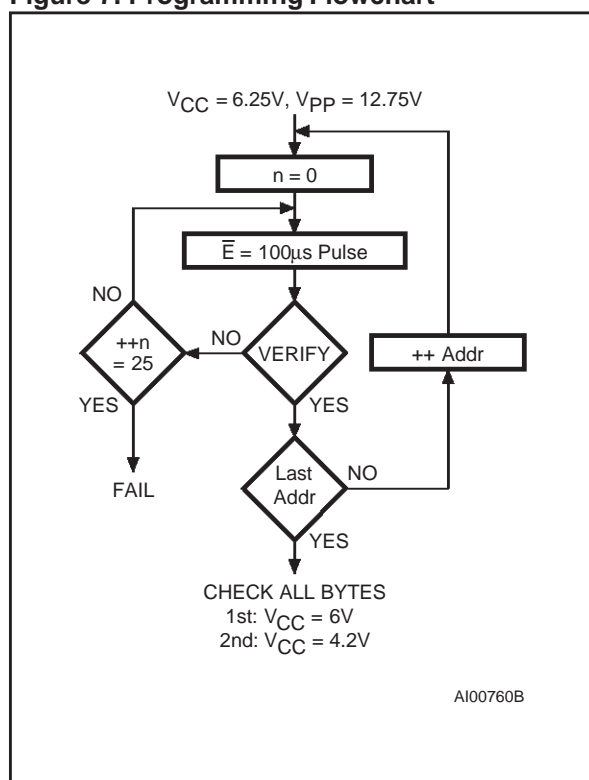 Figure 7. Programming Flowchart
VCC = 6.25V, VPP = 12.75V
n = 0
E = 100µs Pulse
NO
++n
= 25
NO
VERIFY
++ Addr
YES
YES
FAIL
Last
Addr
NO
YES
CHECK ALL BYTES
1st: VCC = 6V
2nd: VCC = 4.2V
AI00760B